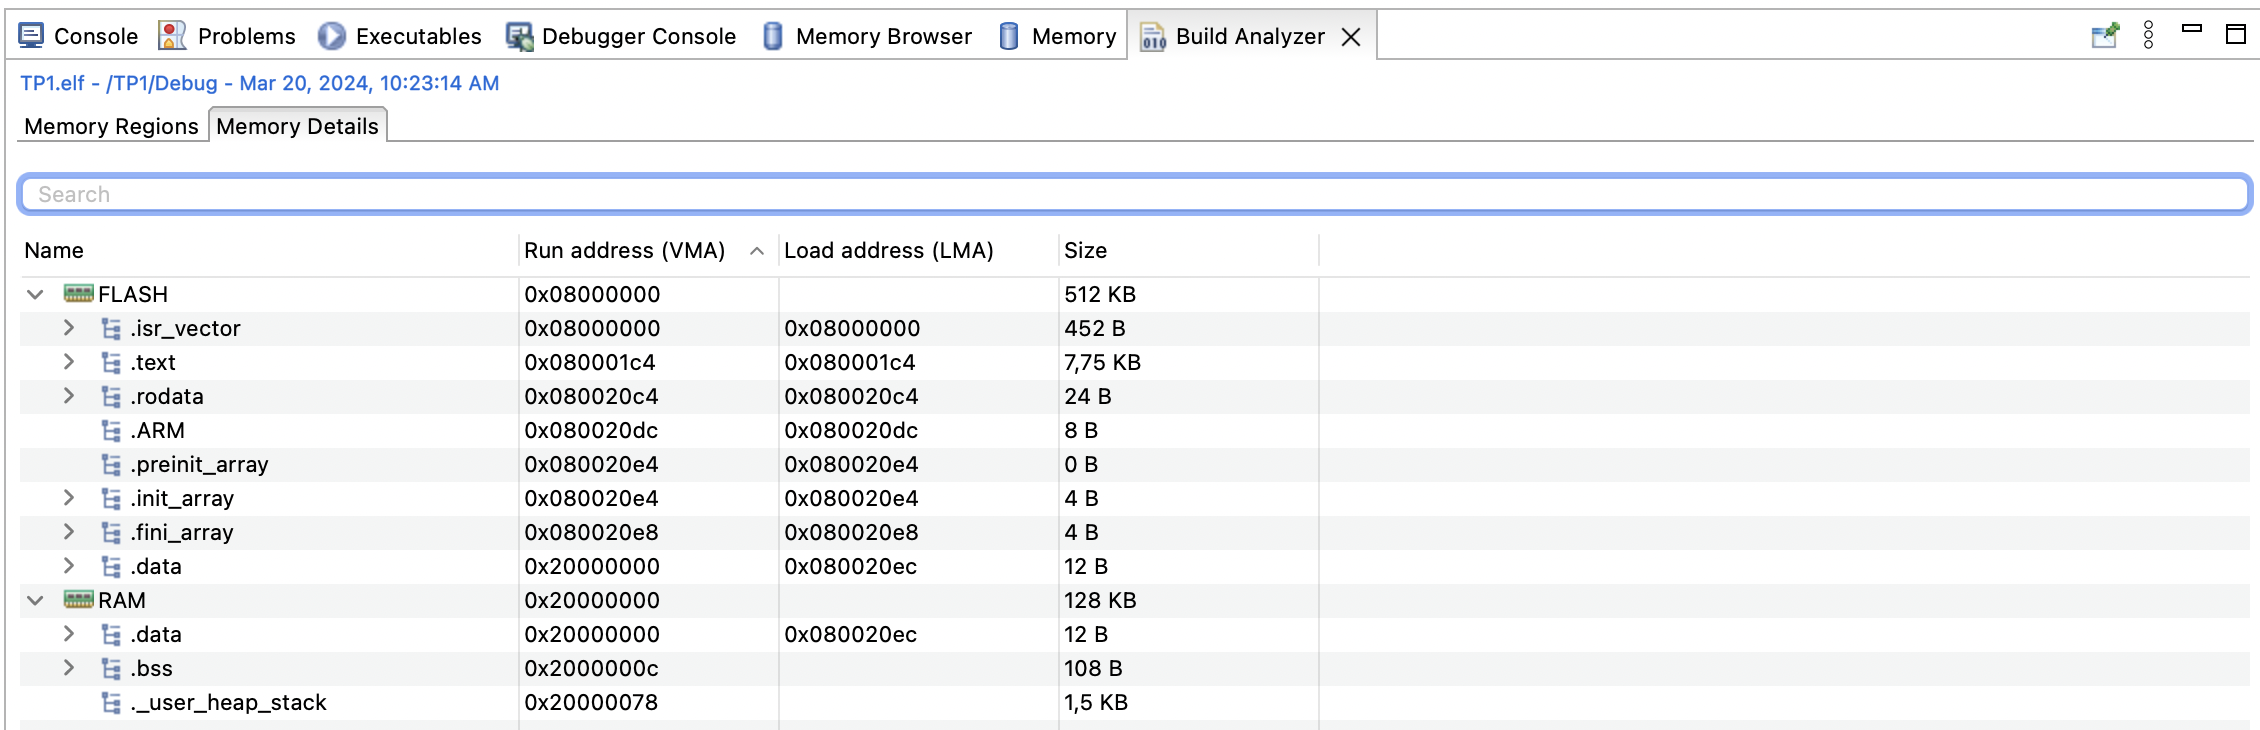 Console Problems Executables Debugger Console Memory Browser Memory Build Analyzer
TP1.elf - /TP1/Debug - Mar 20, 2024, 10:23:14 AM
Memory Regions Memory Details
Search
Name Run address (VMA) Load address (LMA) Size
FLASH 0x08000000 512 KB
.isr_vector 0x08000000 0x08000000 452 B
.text 0x080001c4 0x080001c4 7,75 KB
.rodata 0x080020c4 0x080020c4 24 B
.ARM 0x080020dc 0x080020dc 8 B
.preinit_array 0x080020e4 0x080020e4 0 B
.init_array 0x080020e4 0x080020e4 4 B
.fini_array 0x080020e8 0x080020e8 4 B
.data 0x20000000 0x080020ec 12 B
RAM 0x20000000 128 KB
.data 0x20000000 0x080020ec 12 B
.bss 0x2000000c 108 B
._user_heap_stack 0x20000078 1,5 KB